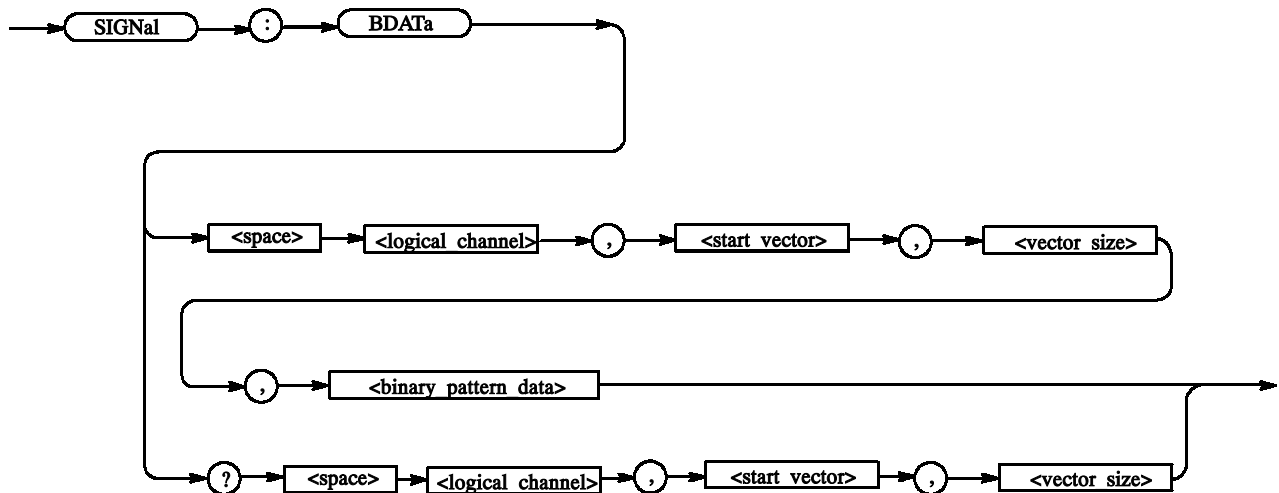 SIGNal : BDATa
<space> <logical channel> , <start vector> , <vector size>
, <binary pattern data>
? <space> <logical channel> , <start vector> , <vector size>